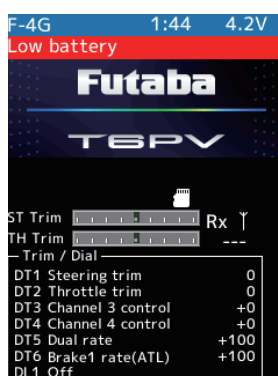 F-4G 1:44 4.2V
Low battery
Futaba
T6PV
ST Trim
Rx
TH Trim
---
Trim / Dial
DT1 Steering trim 0
DT2 Throttle trim 0
DT3 Channel 3 control +0
DT4 Channel 4 control +0
DT5 Dual rate +100
DT6 Brake1 rate(ATL) +100
DL1 Off